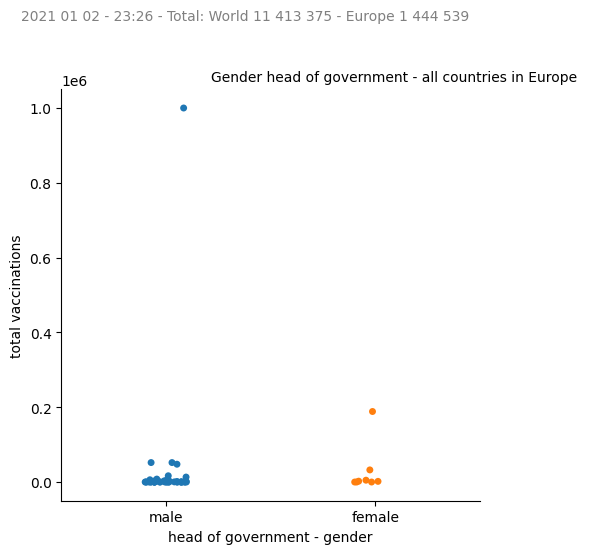 2021 01 02 - 23:26 - Total: World 11 413 375 - Europe 1 444 539
Gender head of government - all countries in Europe
1e6
1.0
0.8
0.6
0.4
0.2
0.0
total vaccinations
male female
head of government - gender